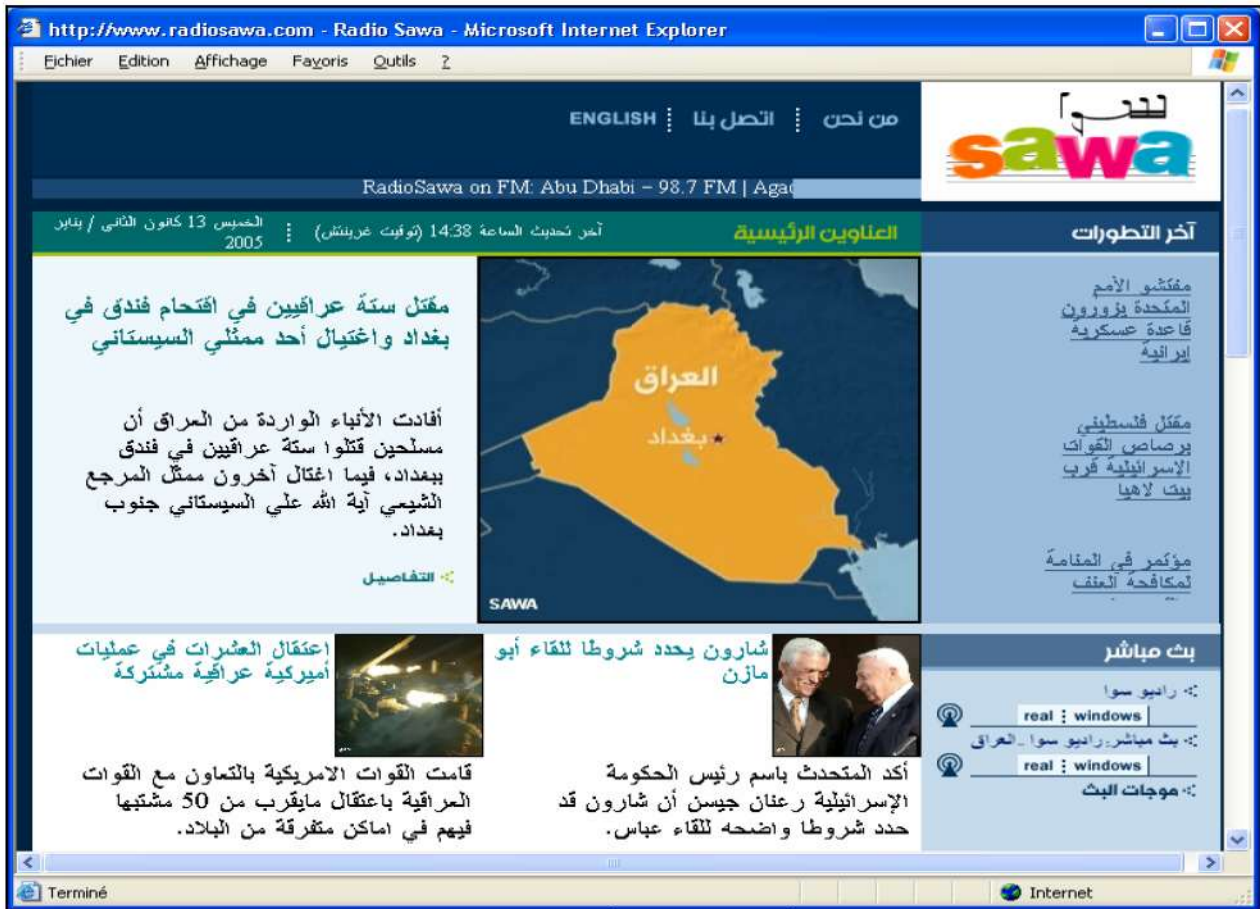 http://www.radiosawa.com - Radio Sawa - Microsoft Internet Explorer
Fichier Edition Affichage Favoris Outils ?
سوا
sawa
من نحن
اتصل بنا
ENGLISH
RadioSawa on FM: Abu Dhabi – 98.7 FM | Agad
آخر التطورات
العناوين الرئيسية
آخر تحديث الساعة 14:38 (توقيت غرينتش)
الخميس 13 كانون الثاني / يناير
2005
مفتشو الأمم
المتحدة يزورون
قاعدة عسكرية
ايرانية
مقتل فلسطيني
برصاص القوات
الإسرائيلية قرب
بيت لاهيا
مؤتمر في المنامة
لمكافحة العنف
العراق
بغداد
SAWA
مقتل ستة عراقيين في اقتحام فندق في
بغداد واغتيال أحد ممثلي السيستاني
أفادت الأنباء الواردة من العراق أن
مسلحين قتلوا ستة عراقيين في فندق
ببغداد، فيما اغتال آخرون ممثل المرجع
الشيعي آية الله علي السيستاني جنوب
بغداد.
التفاصيل
بث مباشر
راديو سوا
real windows
بث مباشر: راديو سوا ـ العراق
real windows
موجات البث
شارون يحدد شروطا للقاء أبو
مازن
أكد المتحدث باسم رئيس الحكومة
الإسرائيلية رعنان جيسن أن شارون قد
حدد شروطا واضحه للقاء عباس.
اعتقال العشرات في عمليات
أميركية عراقية مشتركة
قامت القوات الامريكية بالتعاون مع القوات
العراقية باعتقال مايقرب من 50 مشتبها
فيهم في اماكن متفرقة من البلاد.
Terminé
Internet